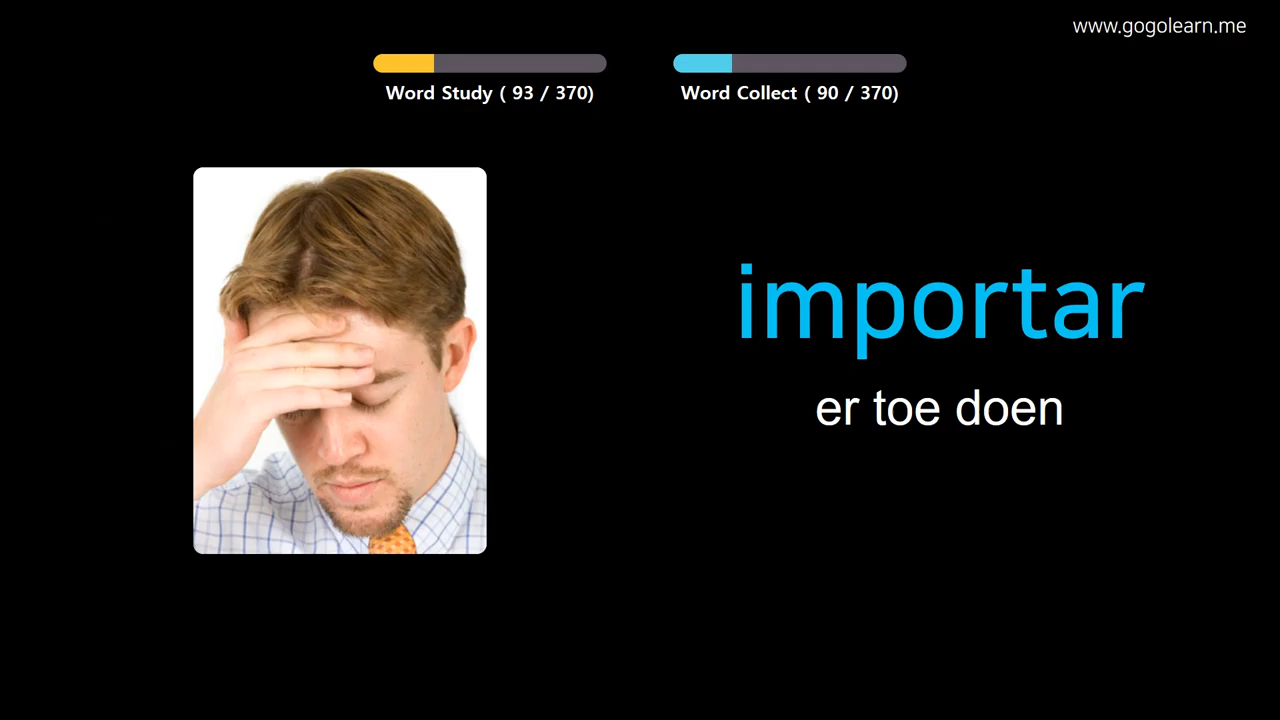 www.gogolearn.me
Word Study ( 93 / 370)
Word Collect ( 90 / 370)
importar
er toe doen